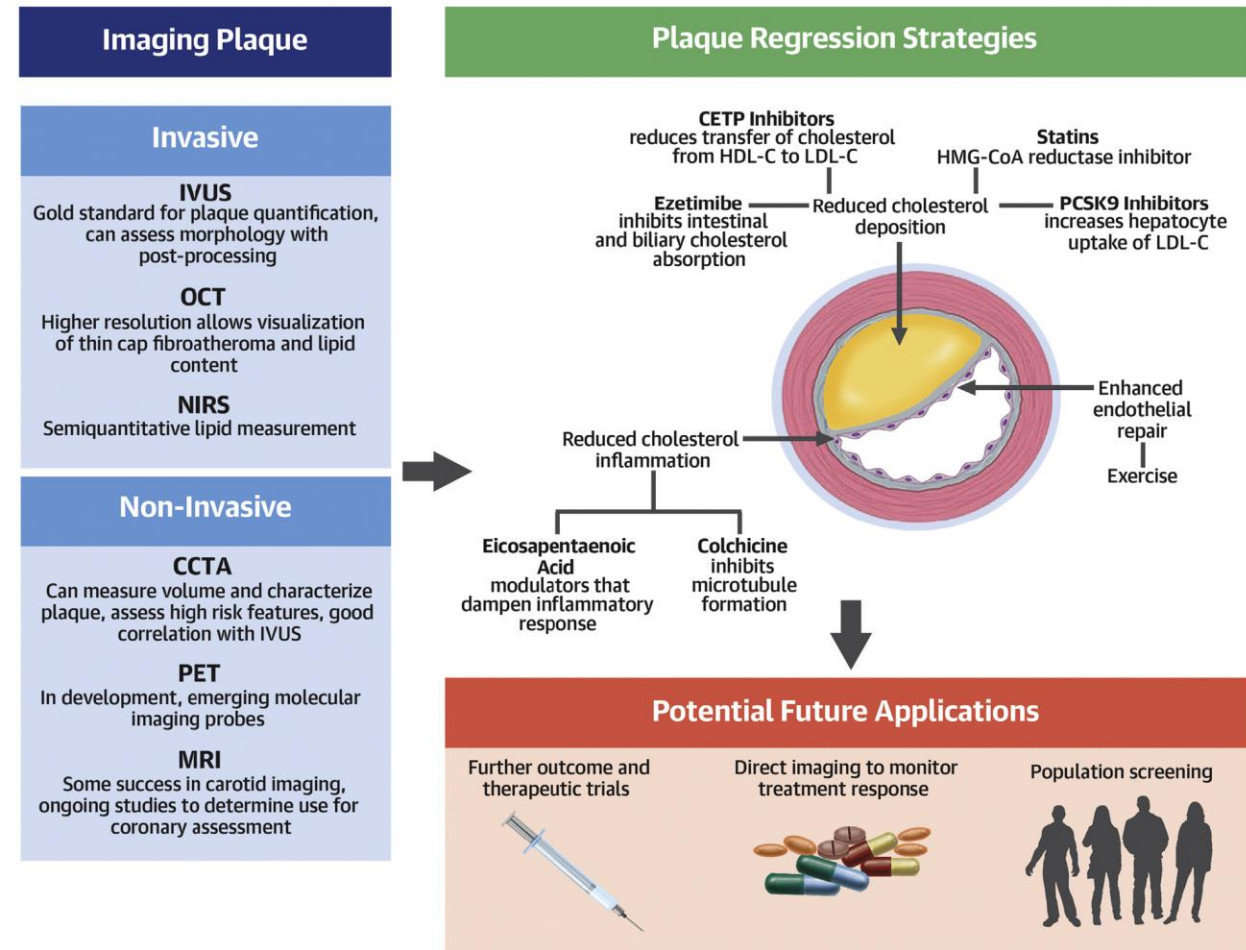 Imaging Plaque
Invasive
IVUS
Gold standard for plaque quantification,
can assess morphology with
post-processing
OCT
Higher resolution allows visualization
of thin cap fibroatheroma and lipid
content
NIRS
Semiquantitative lipid measurement
Non-Invasive
CCTA
Can measure volume and characterize
plaque, assess high risk features, good
correlation with IVUS
PET
In development, emerging molecular
imaging probes
MRI
Some success in carotid imaging,
ongoing studies to determine use for
coronary assessment
Plaque Regression Strategies
CETP Inhibitors
reduces transfer of cholesterol
from HDL-C to LDL-C
Statins
HMG-CoA reductase inhibitor
Ezetimibe
inhibits intestinal
and biliary cholesterol
absorption
Reduced cholesterol
deposition
PCSK9 Inhibitors
increases hepatocyte
uptake of LDL-C
Enhanced
endothelial
repair
Exercise
Reduced cholesterol
inflammation
Eicosapentaenoic
Acid
modulators that
dampen inflammatory
response
Colchicine
inhibits
microtubule
formation
Potential Future Applications
Further outcome and
therapeutic trials
Direct imaging to monitor
treatment response
Population screening